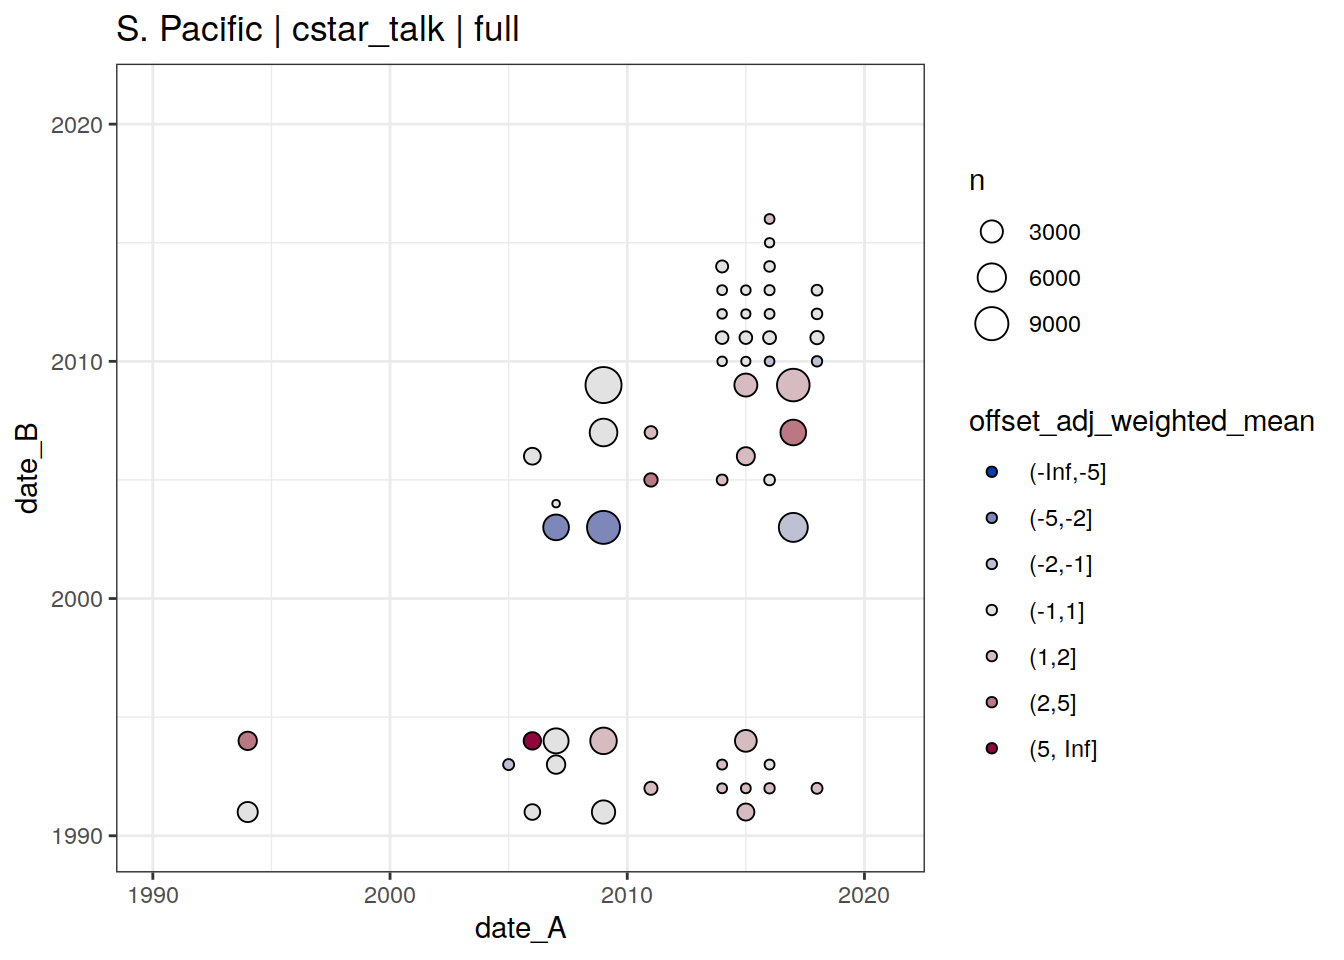 S. Pacific | cstar_talk | full
2020
2010
2000
1990
date_B
1990 2000 2010 2020
date_A
n
3000
6000
9000
offset_adj_weighted_mean
(-Inf,-5]
(-5,-2]
(-2,-1]
(-1,1]
(1,2]
(2,5]
(5, Inf]